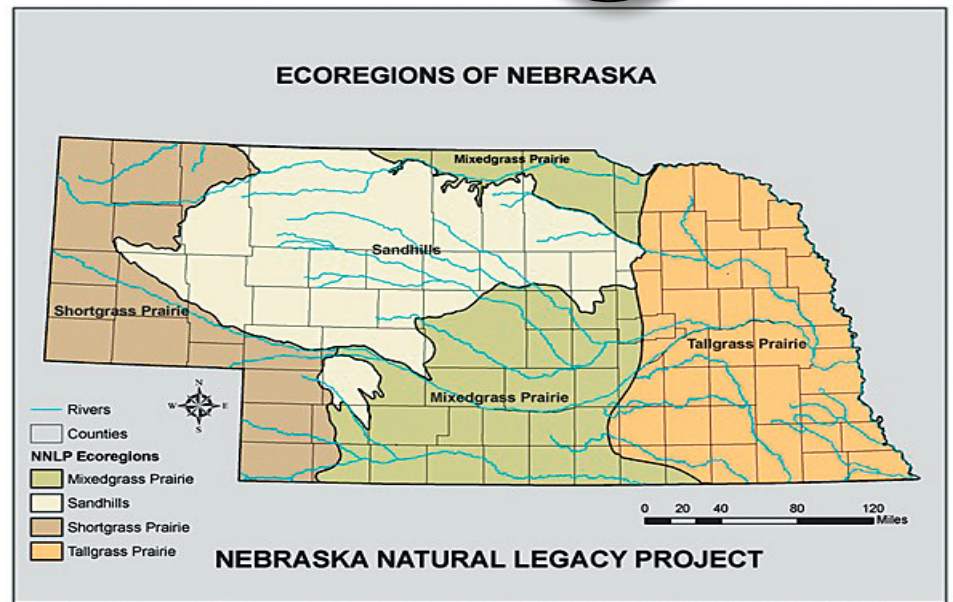 ECOREGIONS OF NEBRASKA
Mixedgrass Prairie
Sandhills
Shortgrass Prairie
Tallgrass Prairie
Mixedgrass Prairie
N
W E
S
Rivers
Counties
NNLP Ecoregions
Mixedgrass Prairie
Sandhills
Shortgrass Prairie
Tallgrass Prairie
0 20 40 80 120
Miles
NEBRASKA NATURAL LEGACY PROJECT